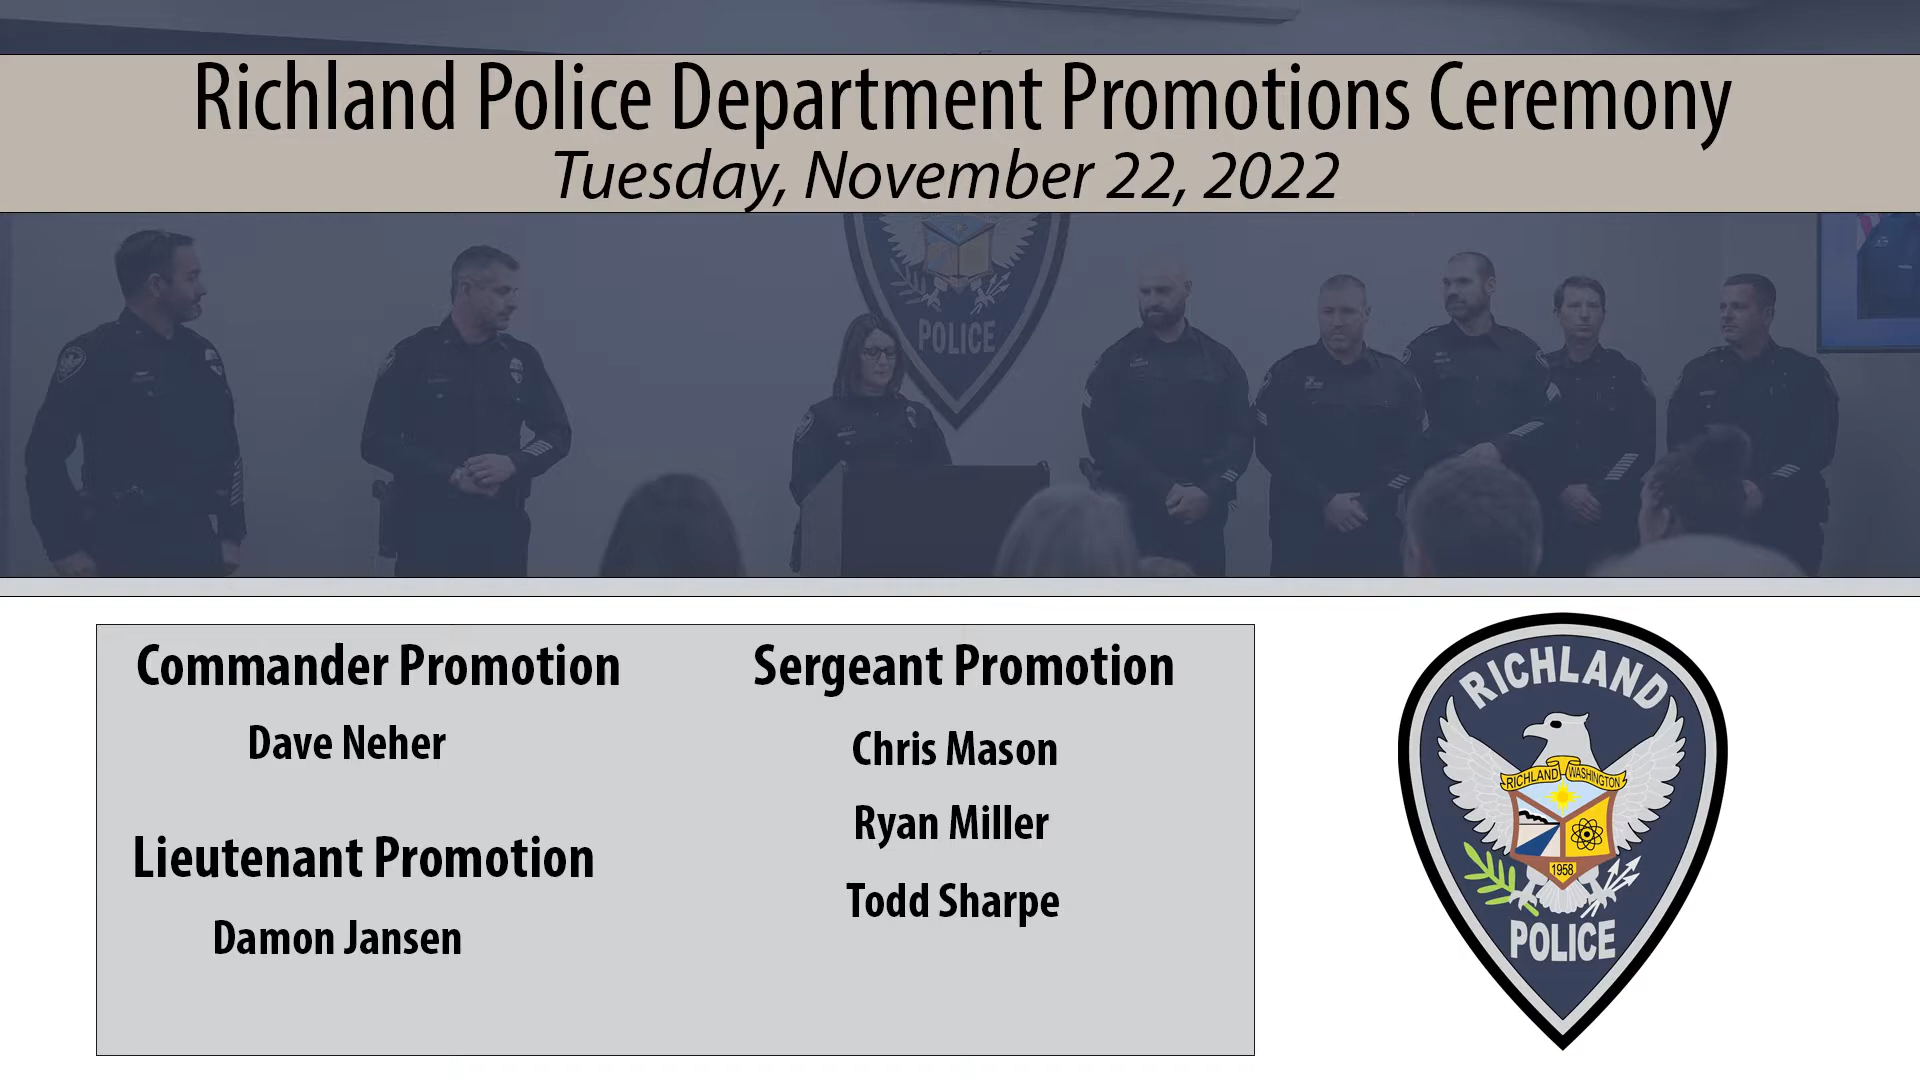 Richland Police Department Promotions Ceremony
Tuesday, November 22, 2022
POLICE
Commander Promotion
Dave Neher
Lieutenant Promotion
Damon Jansen
Sergeant Promotion
Chris Mason
Ryan Miller
Todd Sharpe
RICHLAND
RICHLAND WASHINGTON
1958
POLICE